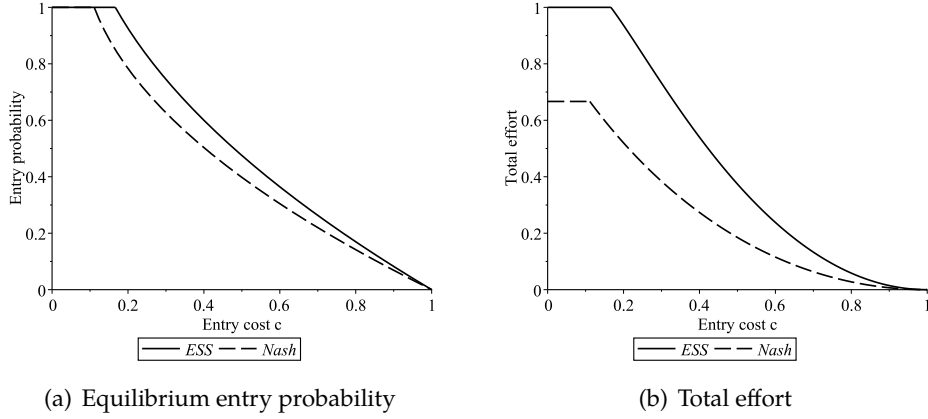 1
0.8
0.6
0.4
0.2
0
Entry probability
0 0.2 0.4 0.6 0.8 1
Entry cost c
ESS Nash
(a) Equilibrium entry probability
1
0.8
0.6
0.4
0.2
0
Total effort
0 0.2 0.4 0.6 0.8 1
Entry cost c
ESS Nash
(b) Total effort